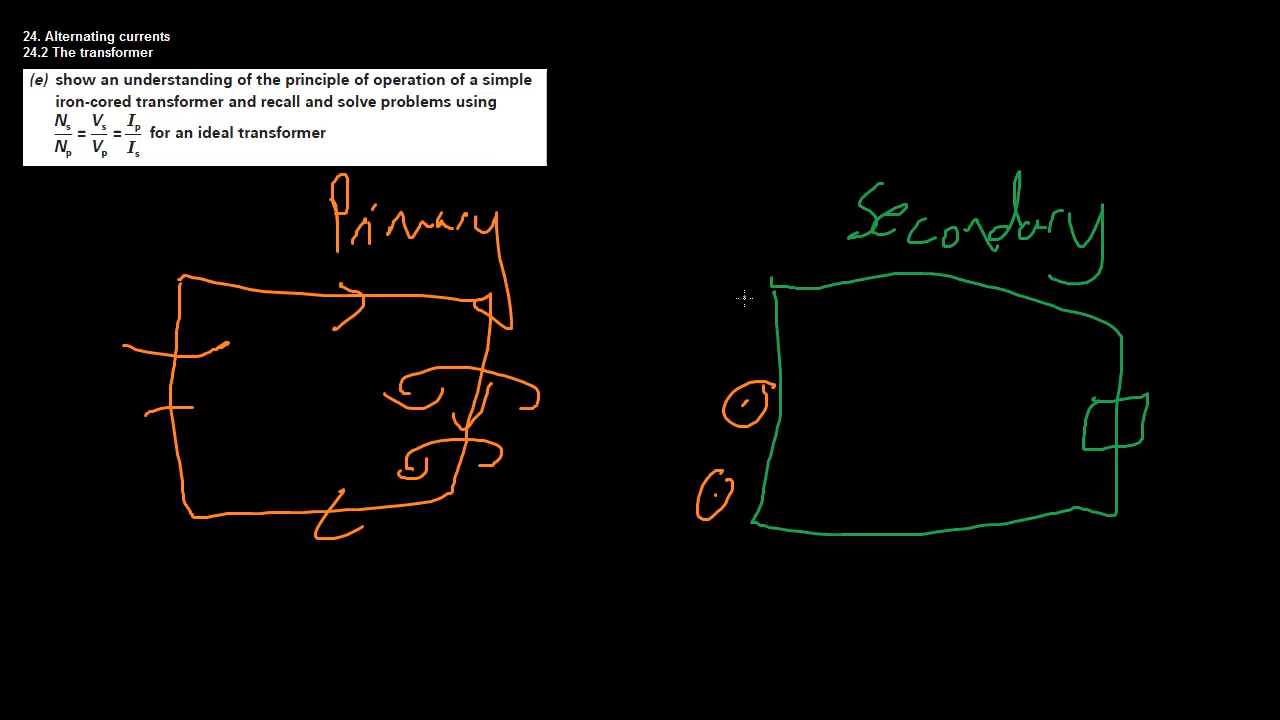 24. Alternating currents
24.2 The transformer
(e) show an understanding of the principle of operation of a simple
iron-cored transformer and recall and solve problems using
Ns/Np = Vs/Vp = Ip/Is for an ideal transformer
Primary
Secondary